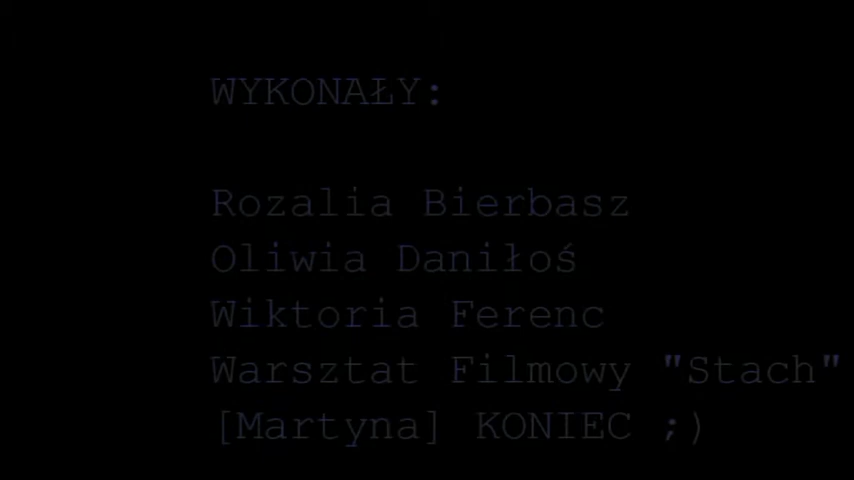 WYKONAŁY:
Rozalia Bierbasz
Oliwia Daniłoś
Wiktoria Ferenc
Warsztat Filmowy "Stach"
[Martyna] KONIEC ;)